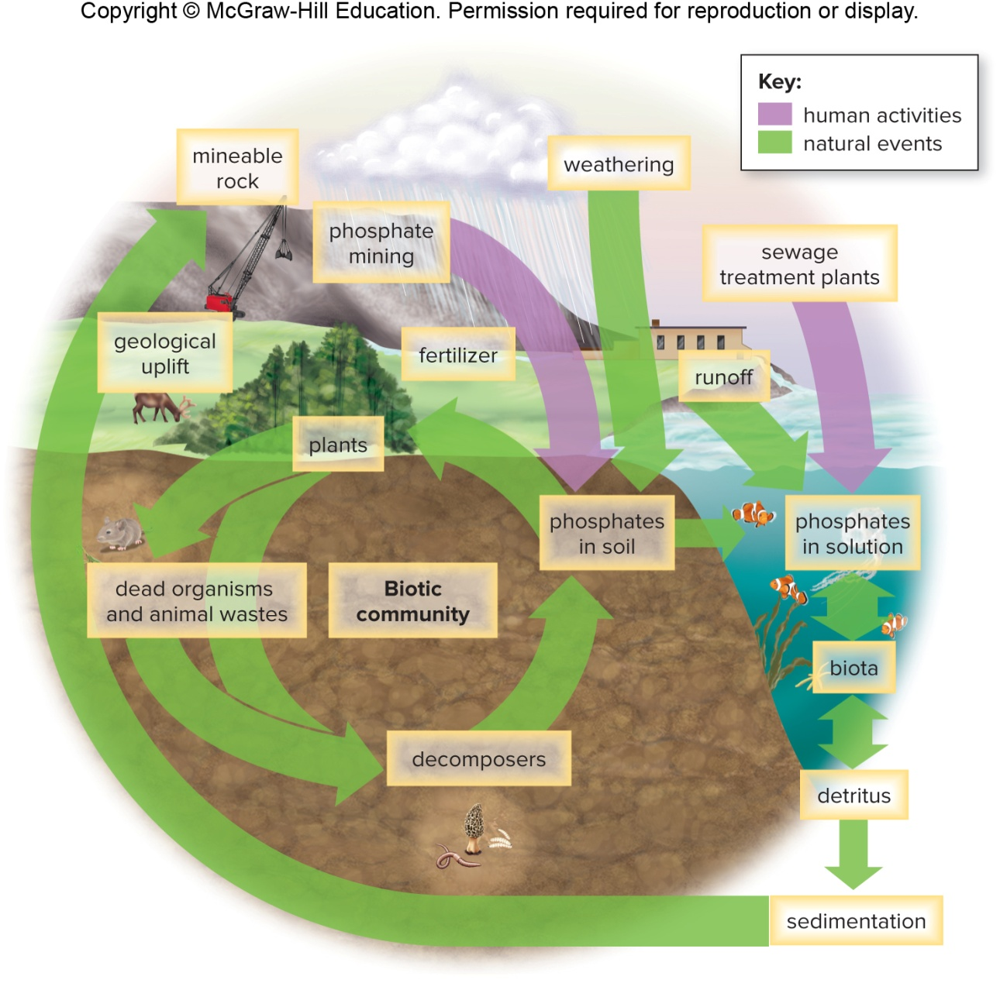 Copyright © McGraw-Hill Education. Permission required for reproduction or display.
Key:
human activities
natural events
mineable
rock
weathering
phosphate
mining
sewage
treatment plants
geological
uplift
fertilizer
runoff
plants
phosphates
in soil
phosphates
in solution
dead organisms
and animal wastes
Biotic
community
biota
decomposers
detritus
sedimentation